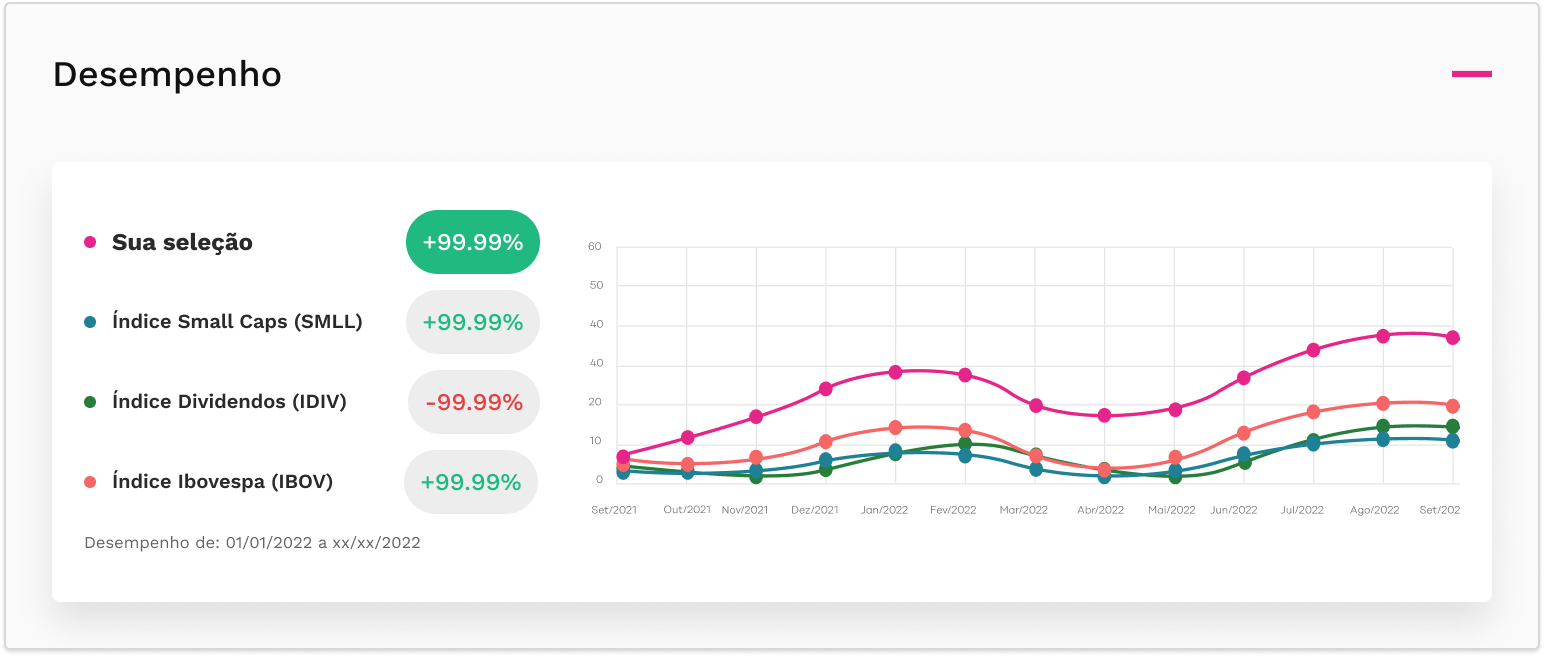 Desempenho
Sua seleção +99.99%
Índice Small Caps (SMLL) +99.99%
Índice Dividendos (IDIV) -99.99%
Índice Ibovespa (IBOV) +99.99%
Desempenho de: 01/01/2022 a xx/xx/2022
60
50
40
40
20
10
0
Set/2021 Out/2021 Nov/2021 Dez/2021 Jan/2022 Fev/2022 Mar/2022 Abr/2022 Mai/2022 Jun/2022 Jul/2022 Ago/2022 Set/202